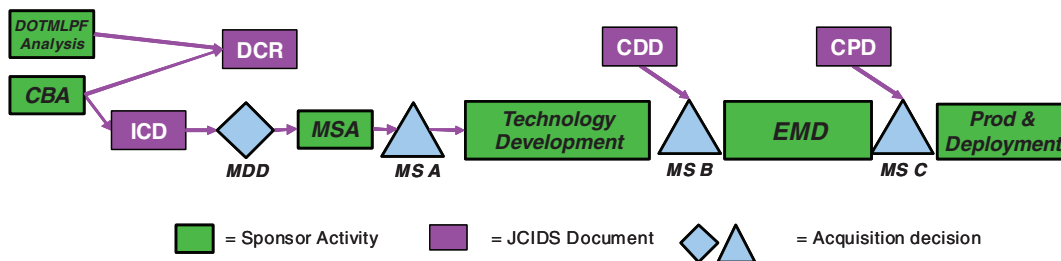 DOTMLPF
Analysis
DCR
CDD
CPD
CBA
ICD
MDD
MSA
MS A
Technology
Development
MS B
EMD
MS C
Prod &
Deployment
= Sponsor Activity
= JCIDS Document
= Acquisition decision